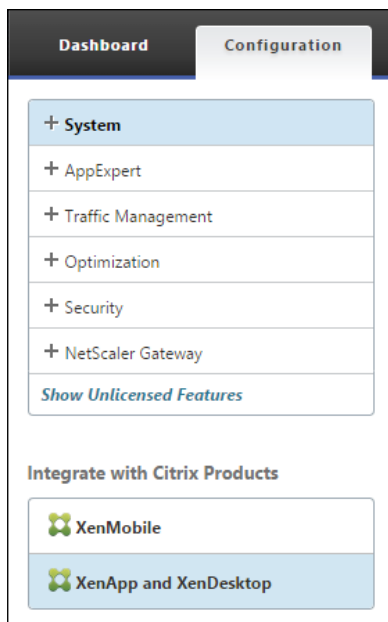 Dashboard Configuration
+ System
+ AppExpert
+ Traffic Management
+ Optimization
+ Security
+ NetScaler Gateway
Show Unlicensed Features
Integrate with Citrix Products
XenMobile
XenApp and XenDesktop